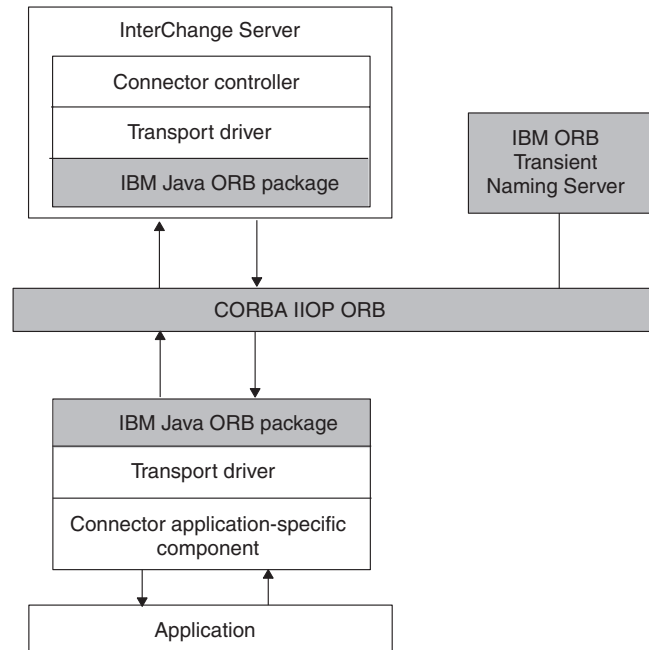 InterChange Server
Connector controller
Transport driver
IBM Java ORB package
IBM ORB
Transient
Naming Server
CORBA IIOP ORB
IBM Java ORB package
Transport driver
Connector application-specific
component
Application